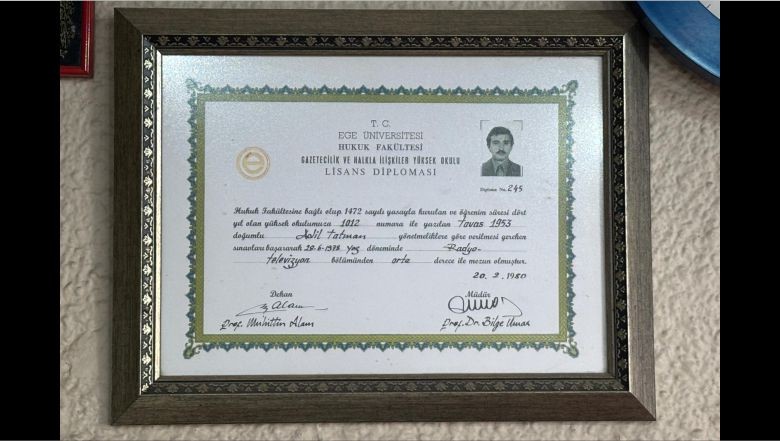 T. C.
EGE ÜNİVERSİTESİ
HUKUK FAKÜLTESİ
GAZETECİLİK VE HALKLA İLİŞKİLER YÜKSEK OKULU
LİSANS DİPLOMASI
Diploma No. 245
Hukuk Fakültesine bağlı olup 1472 sayılı yasayla kurulan ve öğrenim süresi dört
yıl olan yüksek okulumuza 1012 numara ile yazılan Tavas 1953
doğumlu Adil Tatman yönetmeliklere göre verilmesi gereken
sınavları başararak 29-6-1978 yaz döneminde Radyo-
Televizyon bölümünden orta derece ile mezun olmuştur.
20.2.1980
Dekan Müdür
Prof. Muhittin Alam Prof. Dr. Bilge Umar